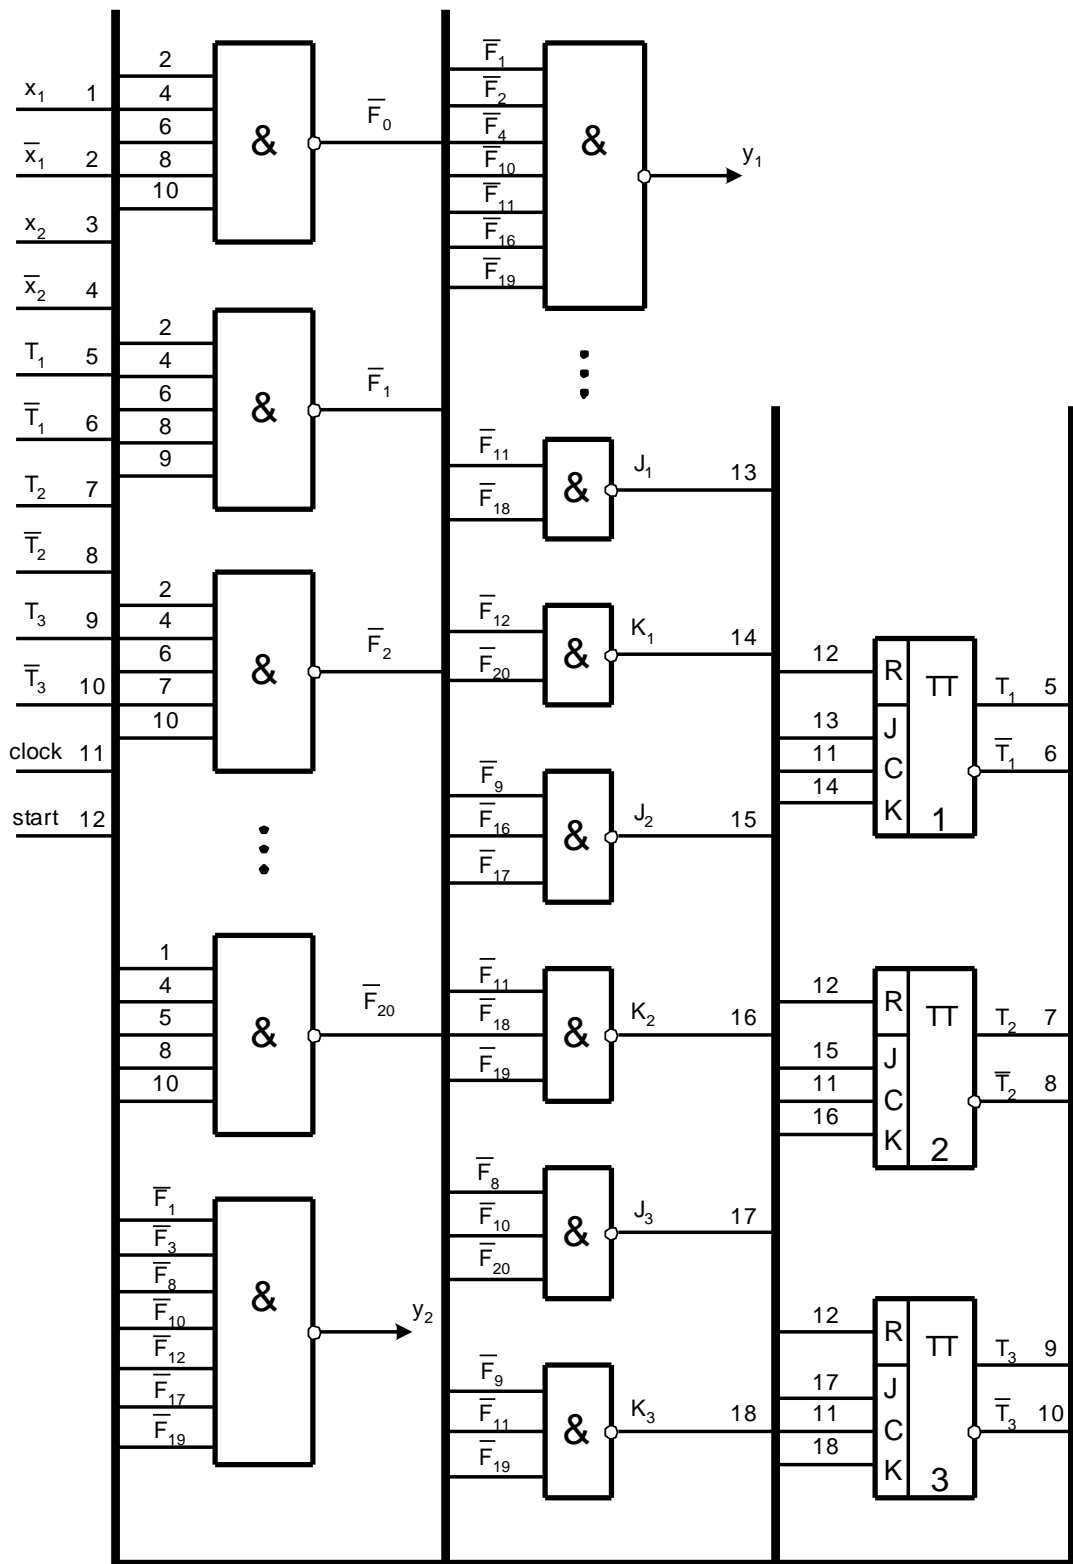 x₁ 1
x̅₁ 2
x₂ 3
x̅₂ 4
T₁ 5
T̅₁ 6
T₂ 7
T̅₂ 8
T₃ 9
T̅₃ 10
clock 11
start 12
2
4
6
8
10
&
F̅₀
2
4
6
8
9
&
F̅₁
2
4
6
7
10
&
F̅₂
1
4
5
8
10
&
F̅₂₀
F̅₁
F̅₃
F̅₈
F̅₁₀
F̅₁₂
F̅₁₇
F̅₁₉
&
y₂
F̅₁
F̅₂
F̅₄
F̅₁₀
F̅₁₁
F̅₁₆
F̅₁₉
&
y₁
F̅₁₁
F̅₁₈
&
J₁ 13
F̅₁₂
F̅₂₀
&
K₁ 14
F̅₉
F̅₁₆
F̅₁₇
&
J₂ 15
F̅₁₁
F̅₁₈
F̅₁₉
&
K₂ 16
F̅₈
F̅₁₀
F̅₂₀
&
J₃ 17
F̅₉
F̅₁₁
F̅₁₉
&
K₃ 18
12 R TT
13 J
11 C
14 K
1
T₁ 5
T̅₁ 6
12 R TT
15 J
11 C
16 K
2
T₂ 7
T̅₂ 8
12 R TT
17 J
11 C
18 K
3
T₃ 9
T̅₃ 10